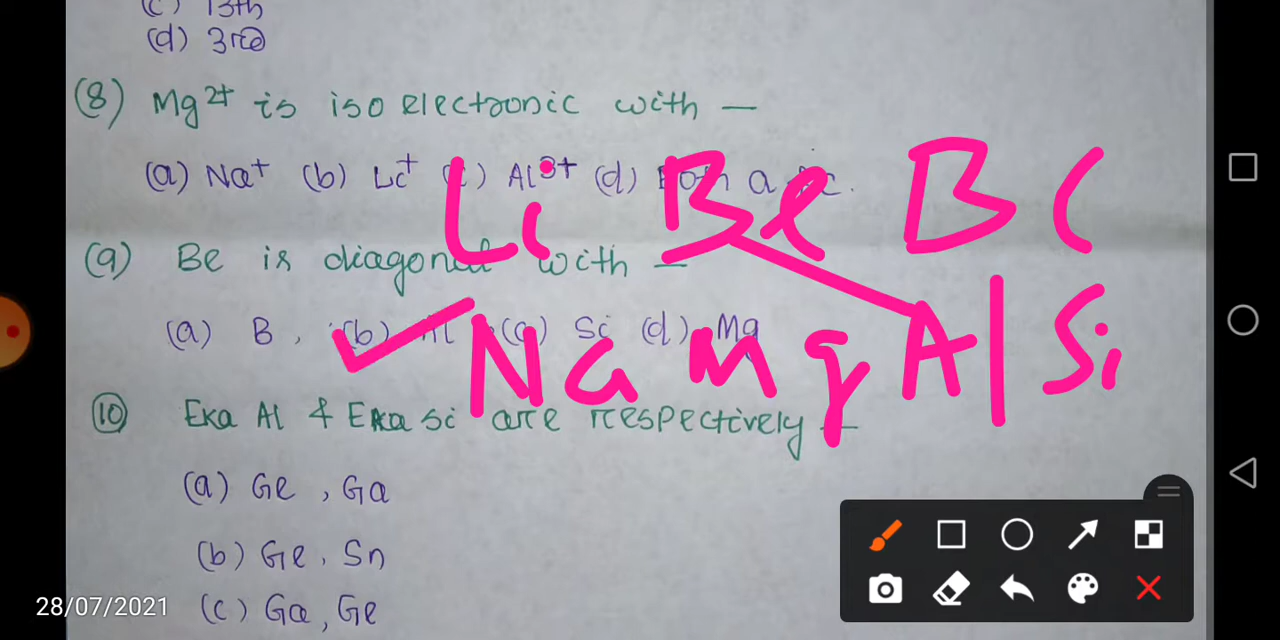 (c) 13th
(d) 3rd
(8) Mg2+ is isoelectronic with —
(a) Na+ (b) Li+ (c) Al3+ (d) Both a & c.
Li Be B C
(9) Be is diagonal with —
(a) B, (b) Al (c) Si (d) Mg
Na Mg Al Si
(10) Eka Al & Eka si are respectively —
(a) Ge, Ga
(b) Ge, Sn
(c) Ga, Ge
28/07/2021